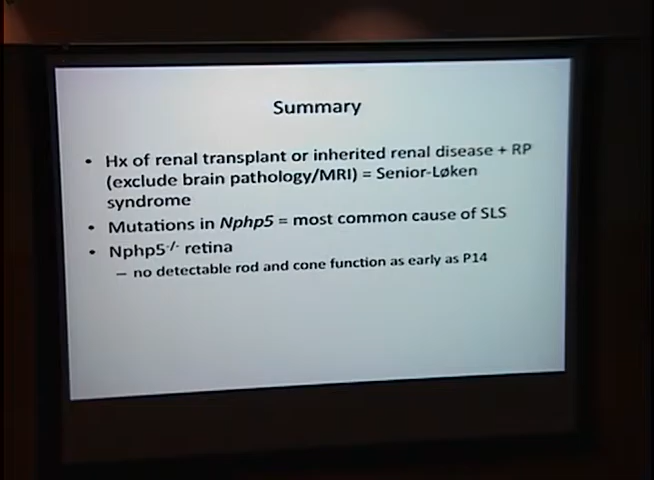 Summary
• Hx of renal transplant or inherited renal disease + RP
(exclude brain pathology/MRI) = Senior-Løken
syndrome
• Mutations in Nphp5 = most common cause of SLS
• Nphp5-/- retina
– no detectable rod and cone function as early as P14